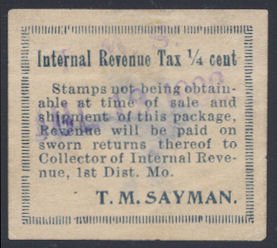 Internal Revenue Tax ¼ cent
Stamps not being obtain-
able at time of sale and
shipment of this package,
Revenue will be paid on
sworn returns thereof to
Collector of Internal Reve-
nue, 1st Dist. Mo.
T. M. SAYMAN.